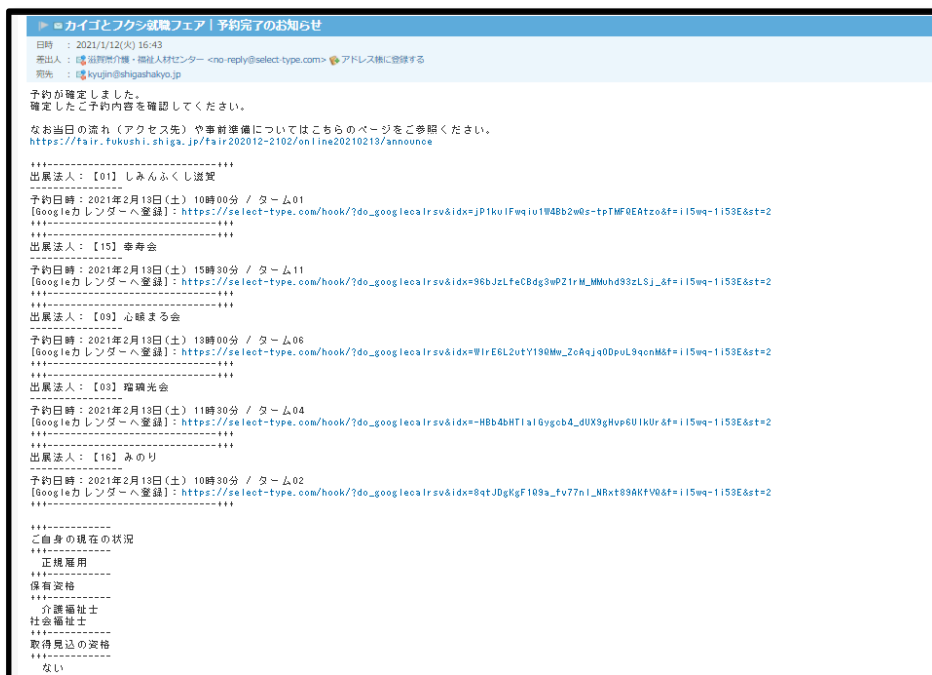 カイゴとフクシ就職フェア | 予約完了のお知らせ
日時 : 2021/1/12(火) 16:43
差出人 : 滋賀県介護・福祉人材センター <no-reply@select-type.com> アドレス帳に登録する
宛先 : kyujin@shigashakyo.jp
予約が確定しました。
確定したご予約内容を確認してください。
なお当日の流れ（アクセス先）や事前準備についてはこちらのページをご参照ください。
https://fair.fukushi.shiga.jp/fair202012-2102/online20210213/announce
+++------------------------------+++
出展法人：【01】しみんふくし滋賀
----------------
予約日時：2021年2月13日(土) 10時00分 / ターム01
[Googleカレンダーへ登録]：https://select-type.com/hook/?do_googlecalrsv&idx=jP1kulFwqiu1W4Bb2wQs-tpTMFQEAtzo&f=il5wq-1i53E&st=2
+++------------------------------+++
+++------------------------------+++
出展法人：【15】幸寿会
----------------
予約日時：2021年2月13日(土) 15時30分 / ターム11
[Googleカレンダーへ登録]：https://select-type.com/hook/?do_googlecalrsv&idx=96bJzLfeCBdg3wPZ1rM_MMuhd93zLSj_&f=il5wq-1i53E&st=2
+++------------------------------+++
+++------------------------------+++
出展法人：【09】心暖まる会
----------------
予約日時：2021年2月13日(土) 13時00分 / ターム06
[Googleカレンダーへ登録]：https://select-type.com/hook/?do_googlecalrsv&idx=WlrE6L2utY19QMw_ZcAqjqODpuL9qcnM&f=il5wq-1i53E&st=2
+++------------------------------+++
+++------------------------------+++
出展法人：【03】瑠璃光会
----------------
予約日時：2021年2月13日(土) 11時30分 / ターム04
[Googleカレンダーへ登録]：https://select-type.com/hook/?do_googlecalrsv&idx=-HBb4bHTlalGygcb4_dUX9gHvp6UlkUr&f=il5wq-1i53E&st=2
+++------------------------------+++
+++------------------------------+++
出展法人：【16】みのり
----------------
予約日時：2021年2月13日(土) 10時30分 / ターム02
[Googleカレンダーへ登録]：https://select-type.com/hook/?do_googlecalrsv&idx=8qtJDgKgF1Q9a_fv77nl_NRxt89AKfVQ&f=il5wq-1i53E&st=2
+++------------------------------+++
+++-----------
ご自身の現在の状況
+++-----------
正規雇用
+++-----------
保有資格
+++-----------
介護福祉士
社会福祉士
+++-----------
取得見込の資格
+++-----------
ない